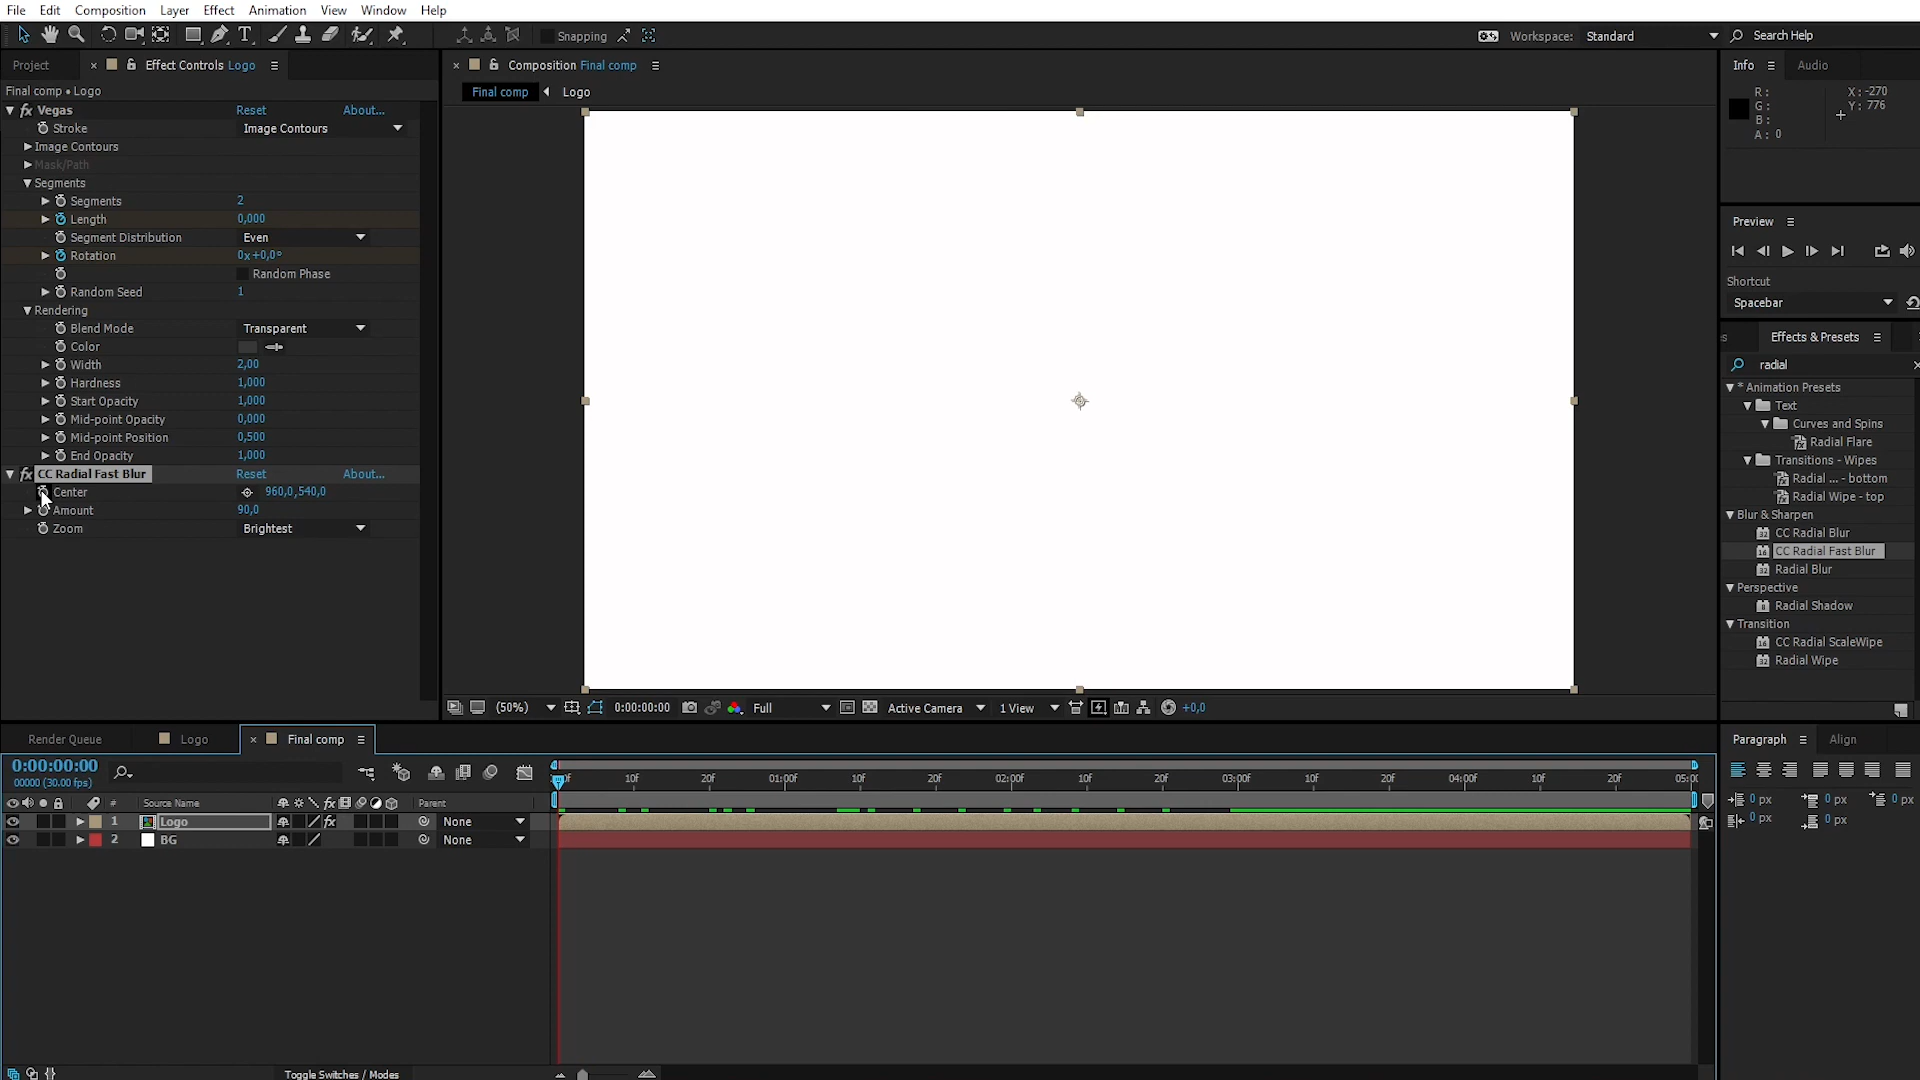 File Edit Composition Layer Effect Animation View Window Help
Snapping
Workspace: Standard
Search Help
Project
× Effect Controls Logo
Final comp • Logo
fx Vegas Reset About...
Stroke Image Contours
Image Contours
Mask/Path
Segments
Segments 2
Length 0,000
Segment Distribution Even
Rotation 0x+0,0°
Random Phase
Random Seed 1
Rendering
Blend Mode Transparent
Color
Width 2,00
Hardness 1,000
Start Opacity 1,000
Mid-point Opacity 0,000
Mid-point Position 0,500
End Opacity 1,000
fx CC Radial Fast Blur Reset About...
Center 960,0,540,0
Amount 90,0
Zoom Brightest
× Composition Final comp
Final comp Logo
(50%) 0:00:00:00 Full Active Camera 1 View +0,0
Info Audio
R: X: -270
G: Y: 776
B:
A: 0
Preview
Shortcut
Spacebar
s Effects & Presets
radial ×
* Animation Presets
Text
Curves and Spins
Radial Flare
Transitions - Wipes
Radial ... - bottom
Radial Wipe - top
Blur & Sharpen
32 CC Radial Blur
16 CC Radial Fast Blur
32 Radial Blur
Perspective
8 Radial Shadow
Transition
16 CC Radial ScaleWipe
32 Radial Wipe
Render Queue Logo × Final comp
0:00:00:00
00000 (30.00 fps)
0f 10f 20f 01:00f 10f 20f 02:00f 10f 20f 03:00f 10f 20f 04:00f 10f 20f 05:00
# Source Name fx Parent
1 Logo fx None
2 BG None
Toggle Switches / Modes
Paragraph Align
0 px 0 px 0 px
0 px 0 px